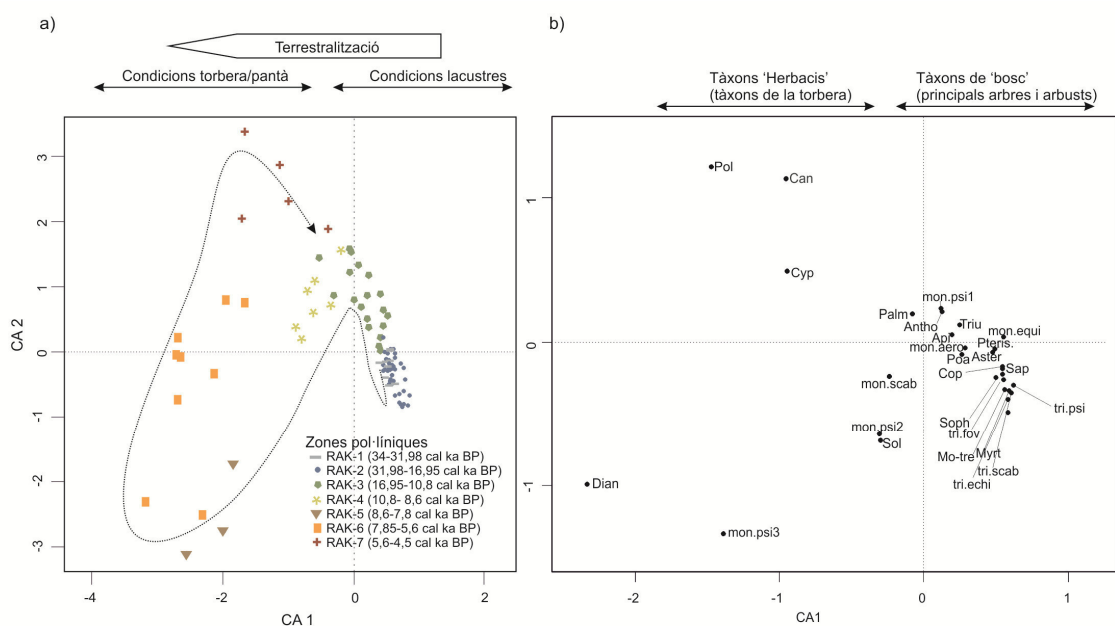 a)
Terrestralització
Condicions torbera/pantà
Condicions lacustres
CA 2
3
2
1
0
-1
-2
-3
Zones pol·líniques
RAK-1 (34-31,98 cal ka BP)
RAK-2 (31,98-16,95 cal ka BP)
RAK-3 (16,95-10,8 cal ka BP)
RAK-4 (10,8- 8,6 cal ka BP)
RAK-5 (8,6-7,8 cal ka BP)
RAK-6 (7,85-5,6 cal ka BP)
RAK-7 (5,6-4,5 cal ka BP)
-4
-2
0
2
CA 1
b)
Tàxons 'Herbacis'
(tàxons de la torbera)
Tàxons de 'bosc'
(principals arbres i arbusts)
1
0
-1
Pol
Can
Cyp
mon.psi1
Palm
Antho
Triu
Api
mon.equi
mon.aero
Pteris.
Poa
Aster
Cop
Sap
mon.scab
tri.psi
Soph
tri.fov
mon.psi2
Sol
Mo-tre
Myrt
tri.scab
tri.echi
Dian
mon.psi3
-2
-1
0
1
CA1